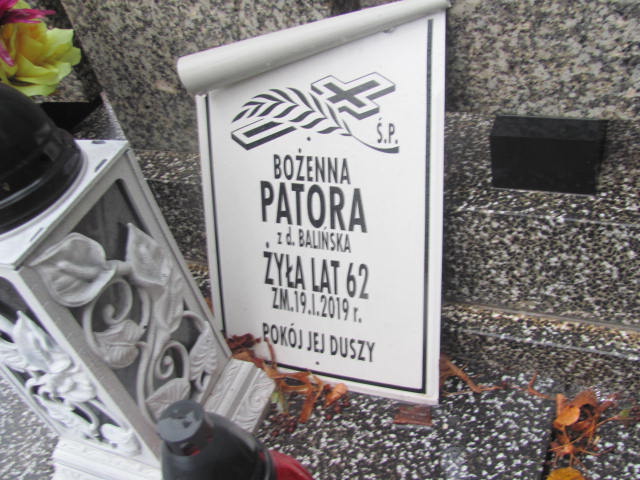 Ś.P.
BOŻENNA
PATORA
z d. BALIŃSKA
ŻYŁA LAT 62
ZM.19.I.2019 r.
POKÓJ JEJ DUSZY